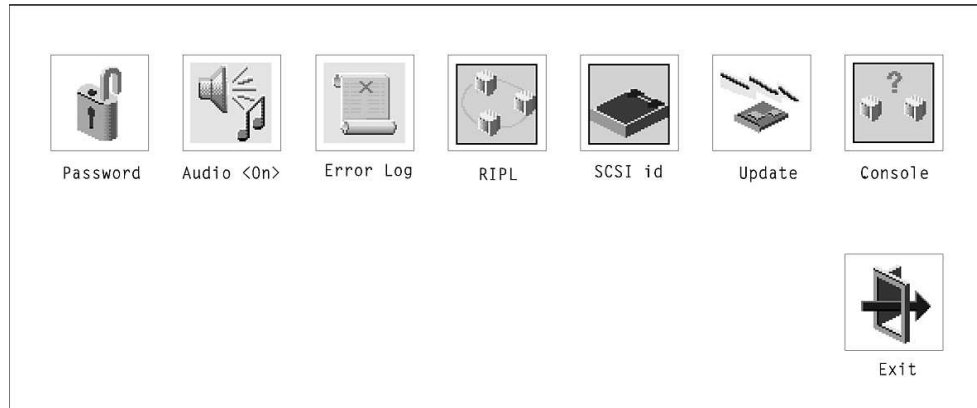 Password Audio <On> Error Log RIPL SCSI id Update Console
Exit